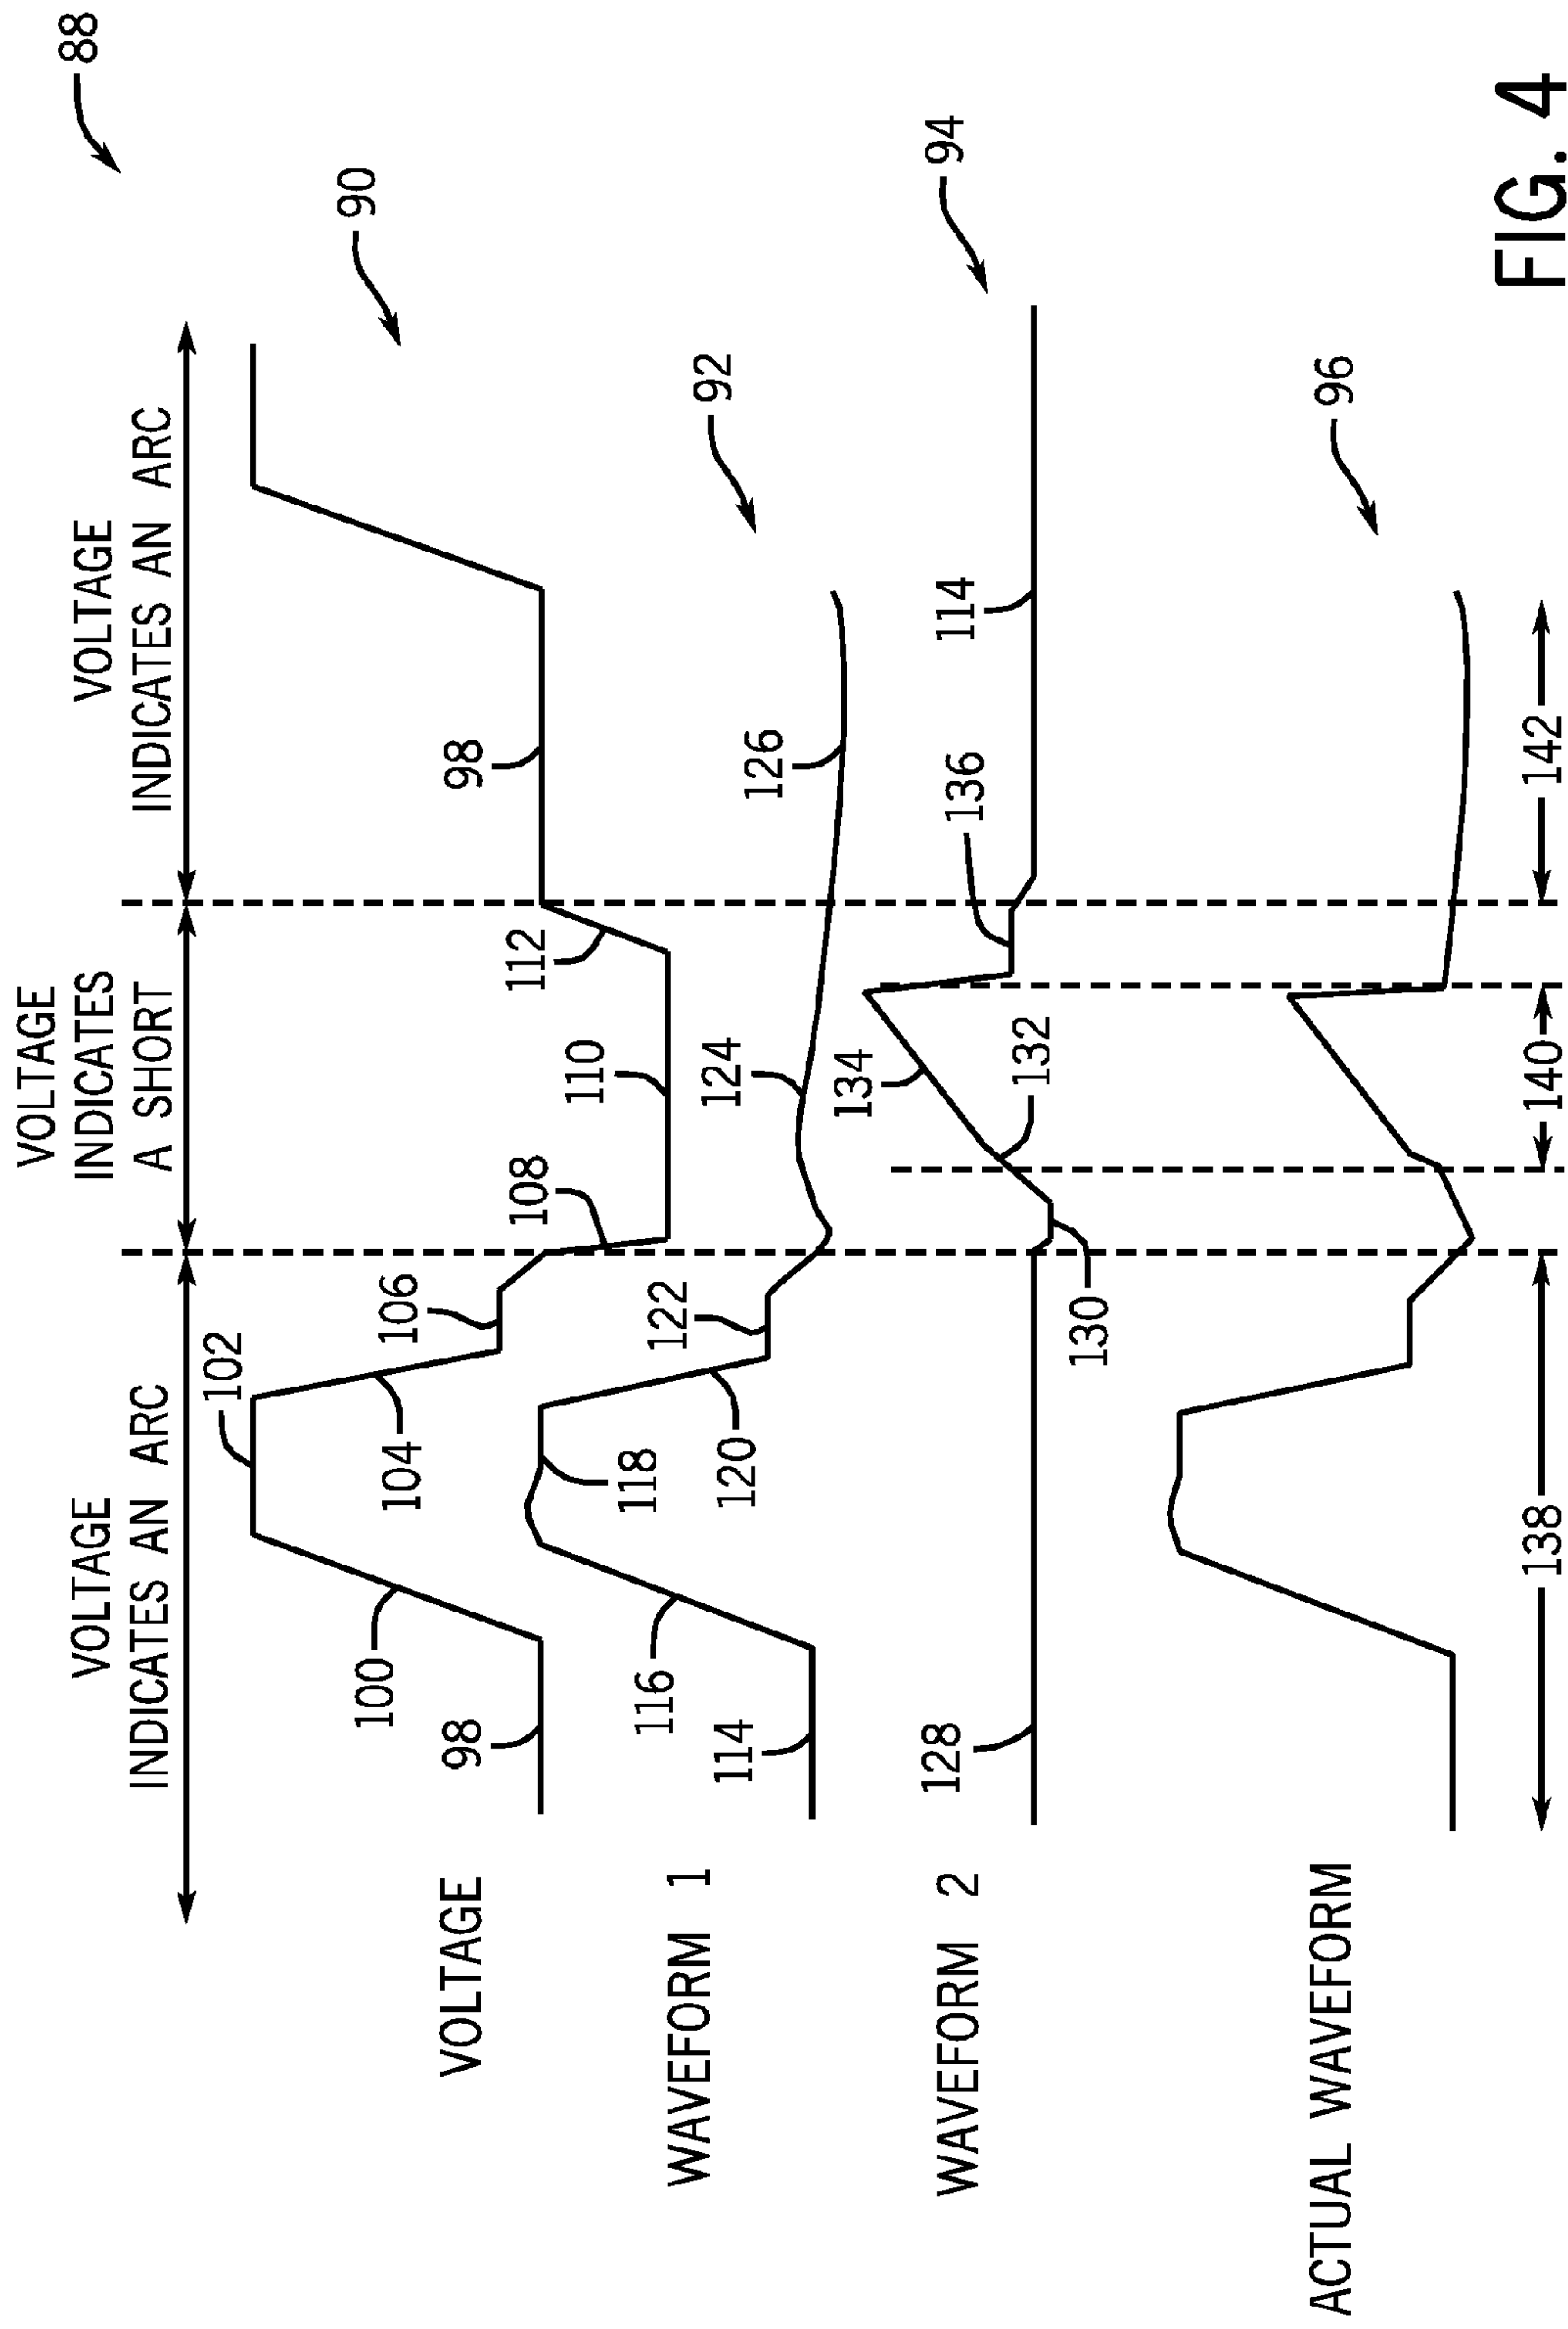 88
VOLTAGE
INDICATES AN ARC
VOLTAGE
INDICATES
A SHORT
VOLTAGE
INDICATES AN ARC
90
VOLTAGE
98
100
102
104
106
108
110
112
98
92
WAVEFORM 1
114
116
118
120
122
124
126
94
WAVEFORM 2
128
130
132
134
136
114
96
ACTUAL WAVEFORM
138
140
142
FIG. 4